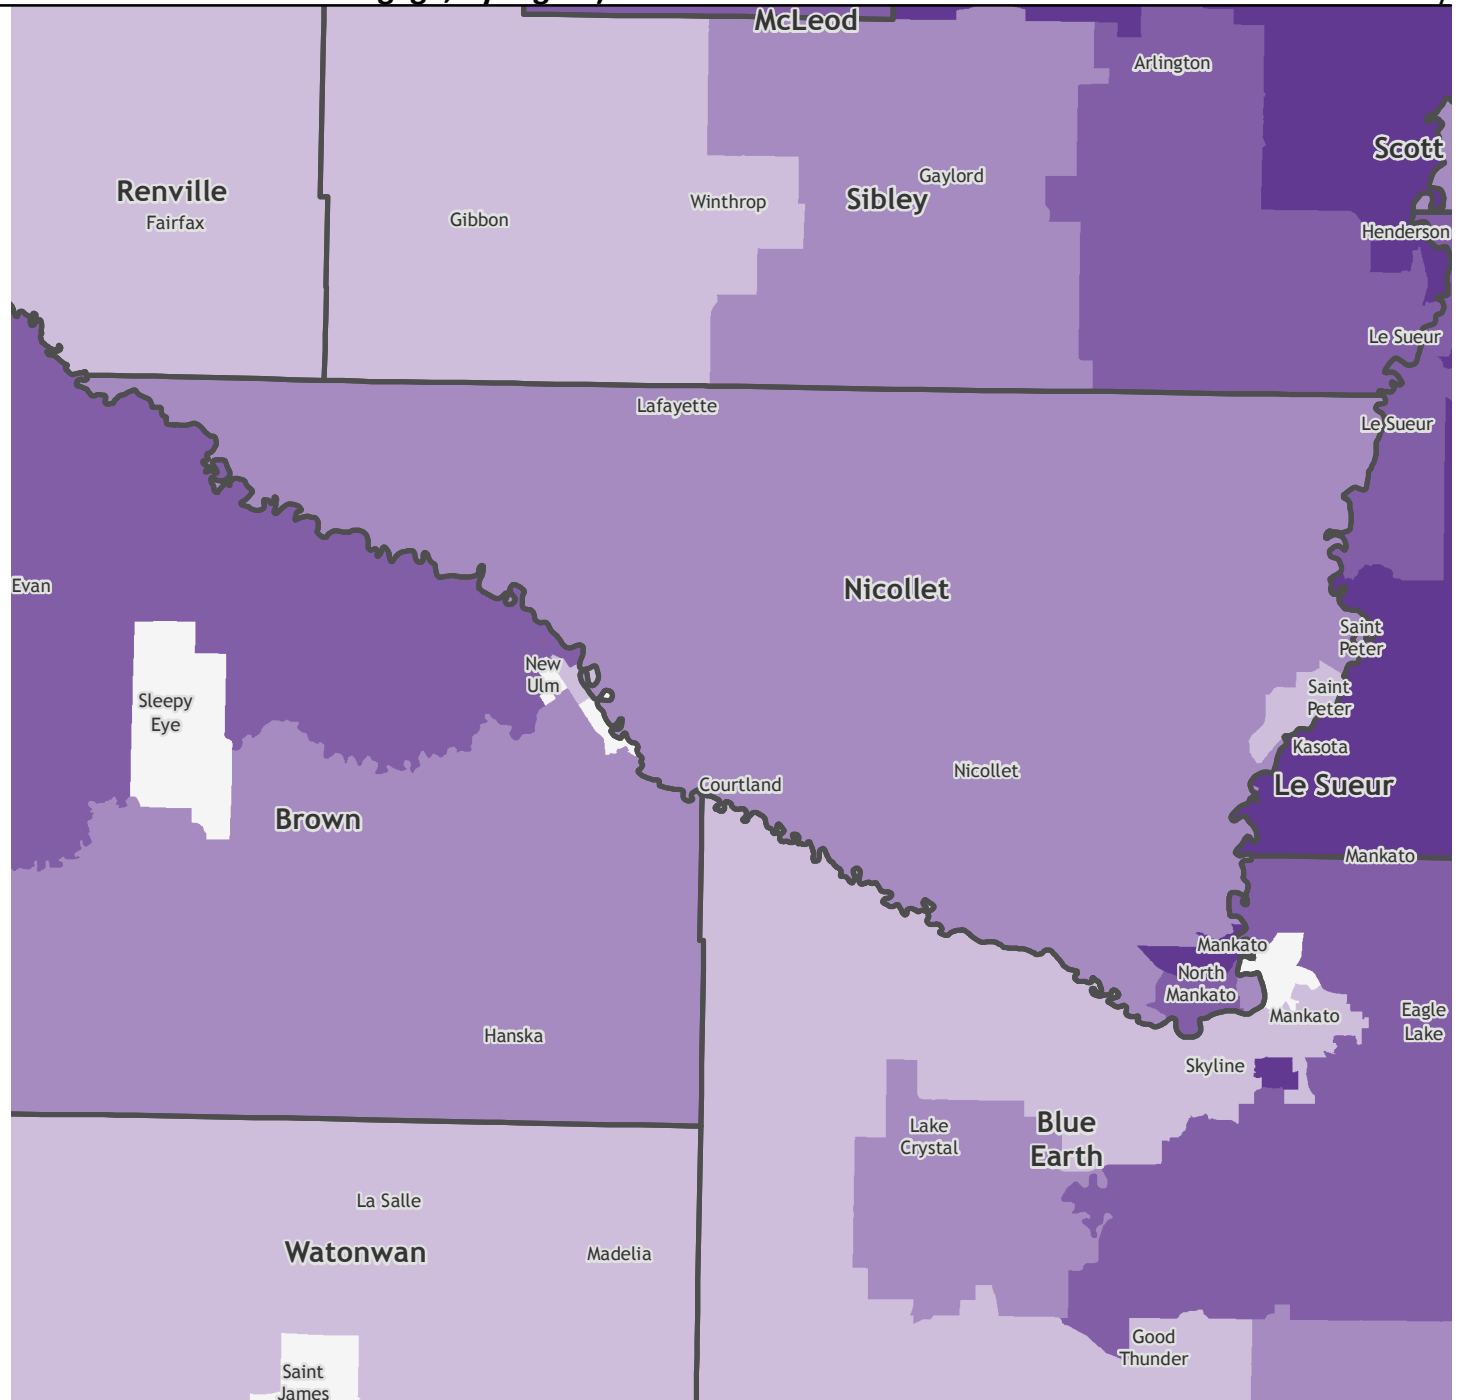 McLeod
Arlington
Scott
Renville
Fairfax
Gibbon
Winthrop
Gaylord
Sibley
Henderson
Le Sueur
Lafayette
Le Sueur
Evan
Nicollet
Saint
Peter
New
Ulm
Sleepy
Eye
Saint
Peter
Kasota
Nicollet
Courtland
Le Sueur
Brown
Mankato
Mankato
North
Mankato
Mankato
Eagle
Lake
Hanska
Skyline
Lake
Crystal
Blue
Earth
La Salle
Watonwan
Madelia
Good
Thunder
Saint
James